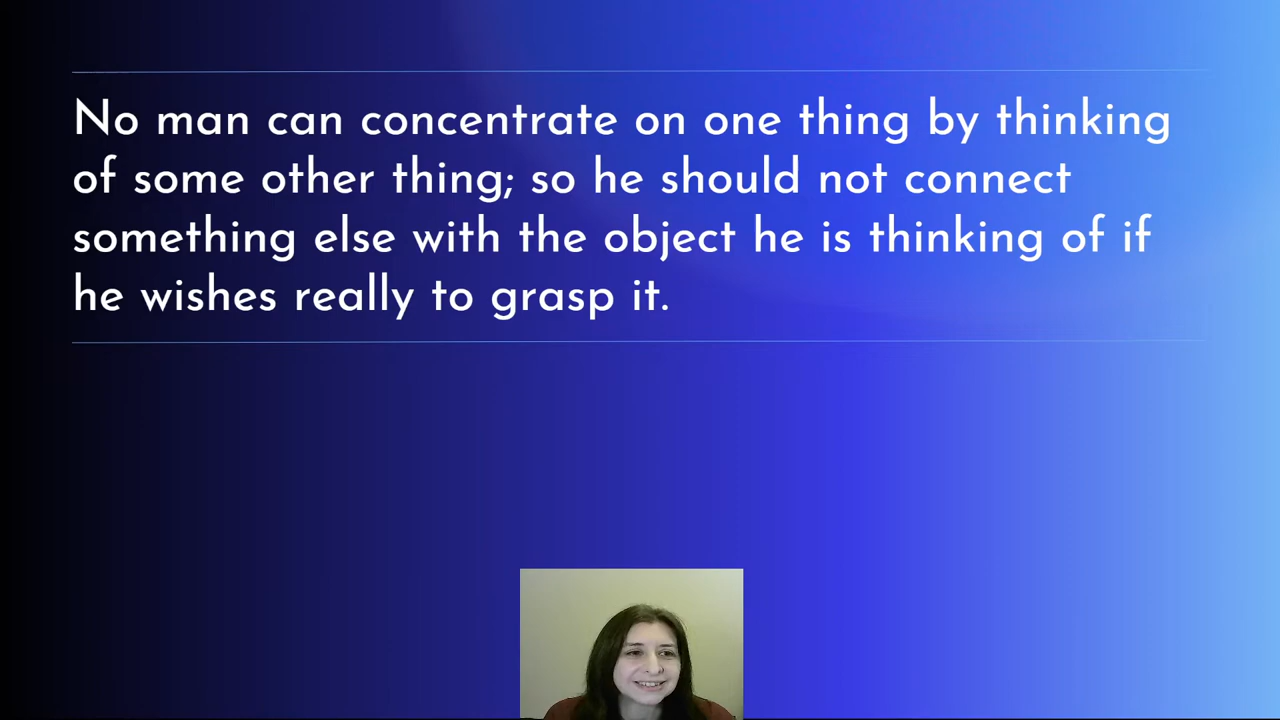 No man can concentrate on one thing by thinking
of some other thing; so he should not connect
something else with the object he is thinking of if
he wishes really to grasp it.